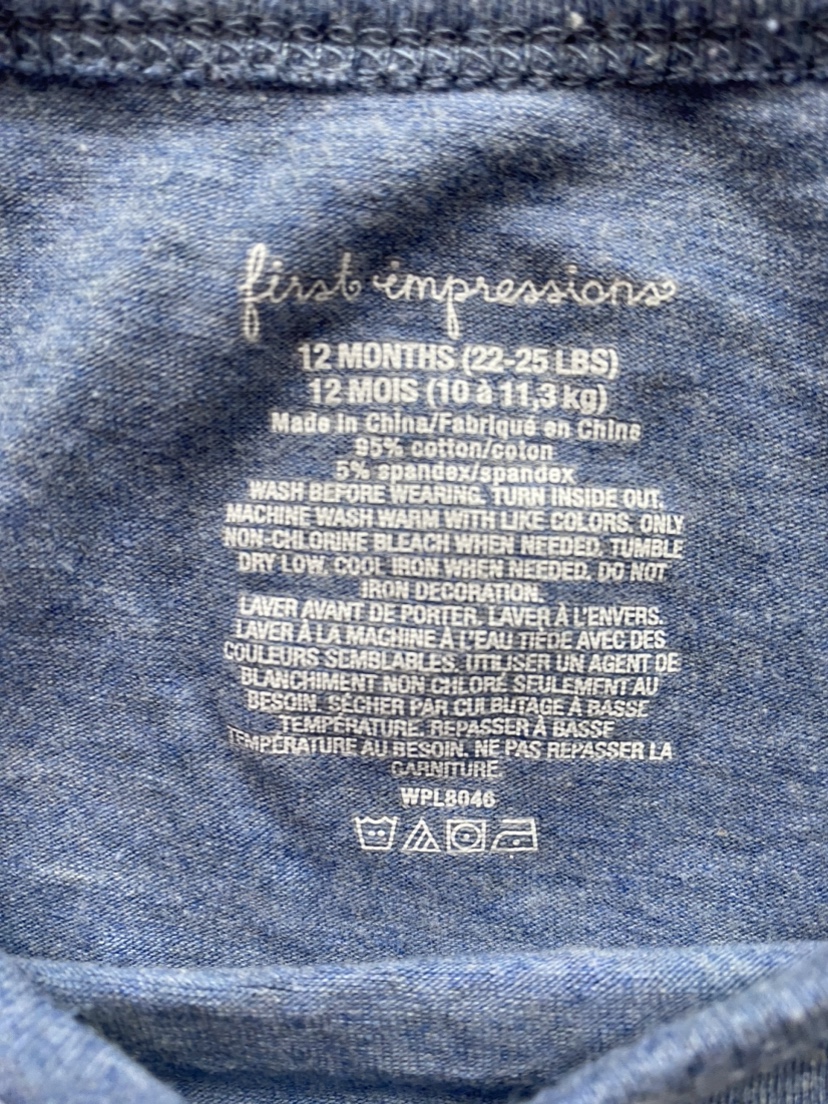 first impressions
12 MONTHS (22-25 LBS)
12 MOIS (10 à 11,3 kg)
Made in China/Fabriqué en Chine
95% cotton/coton
5% spandex/spandex
WASH BEFORE WEARING. TURN INSIDE OUT.
MACHINE WASH WARM WITH LIKE COLORS. ONLY
NON-CHLORINE BLEACH WHEN NEEDED. TUMBLE
DRY LOW. COOL IRON WHEN NEEDED. DO NOT
IRON DECORATION.
LAVER AVANT DE PORTER. LAVER À L'ENVERS.
LAVER À LA MACHINE À L'EAU TIÈDE AVEC DES
COULEURS SEMBLABLES. UTILISER UN AGENT DE
BLANCHIMENT NON CHLORÉ SEULEMENT AU
BESOIN. SÉCHER PAR CULBUTAGE À BASSE
TEMPÉRATURE. REPASSER À BASSE
TEMPÉRATURE AU BESOIN. NE PAS REPASSER LA
GARNITURE.
WPL8046